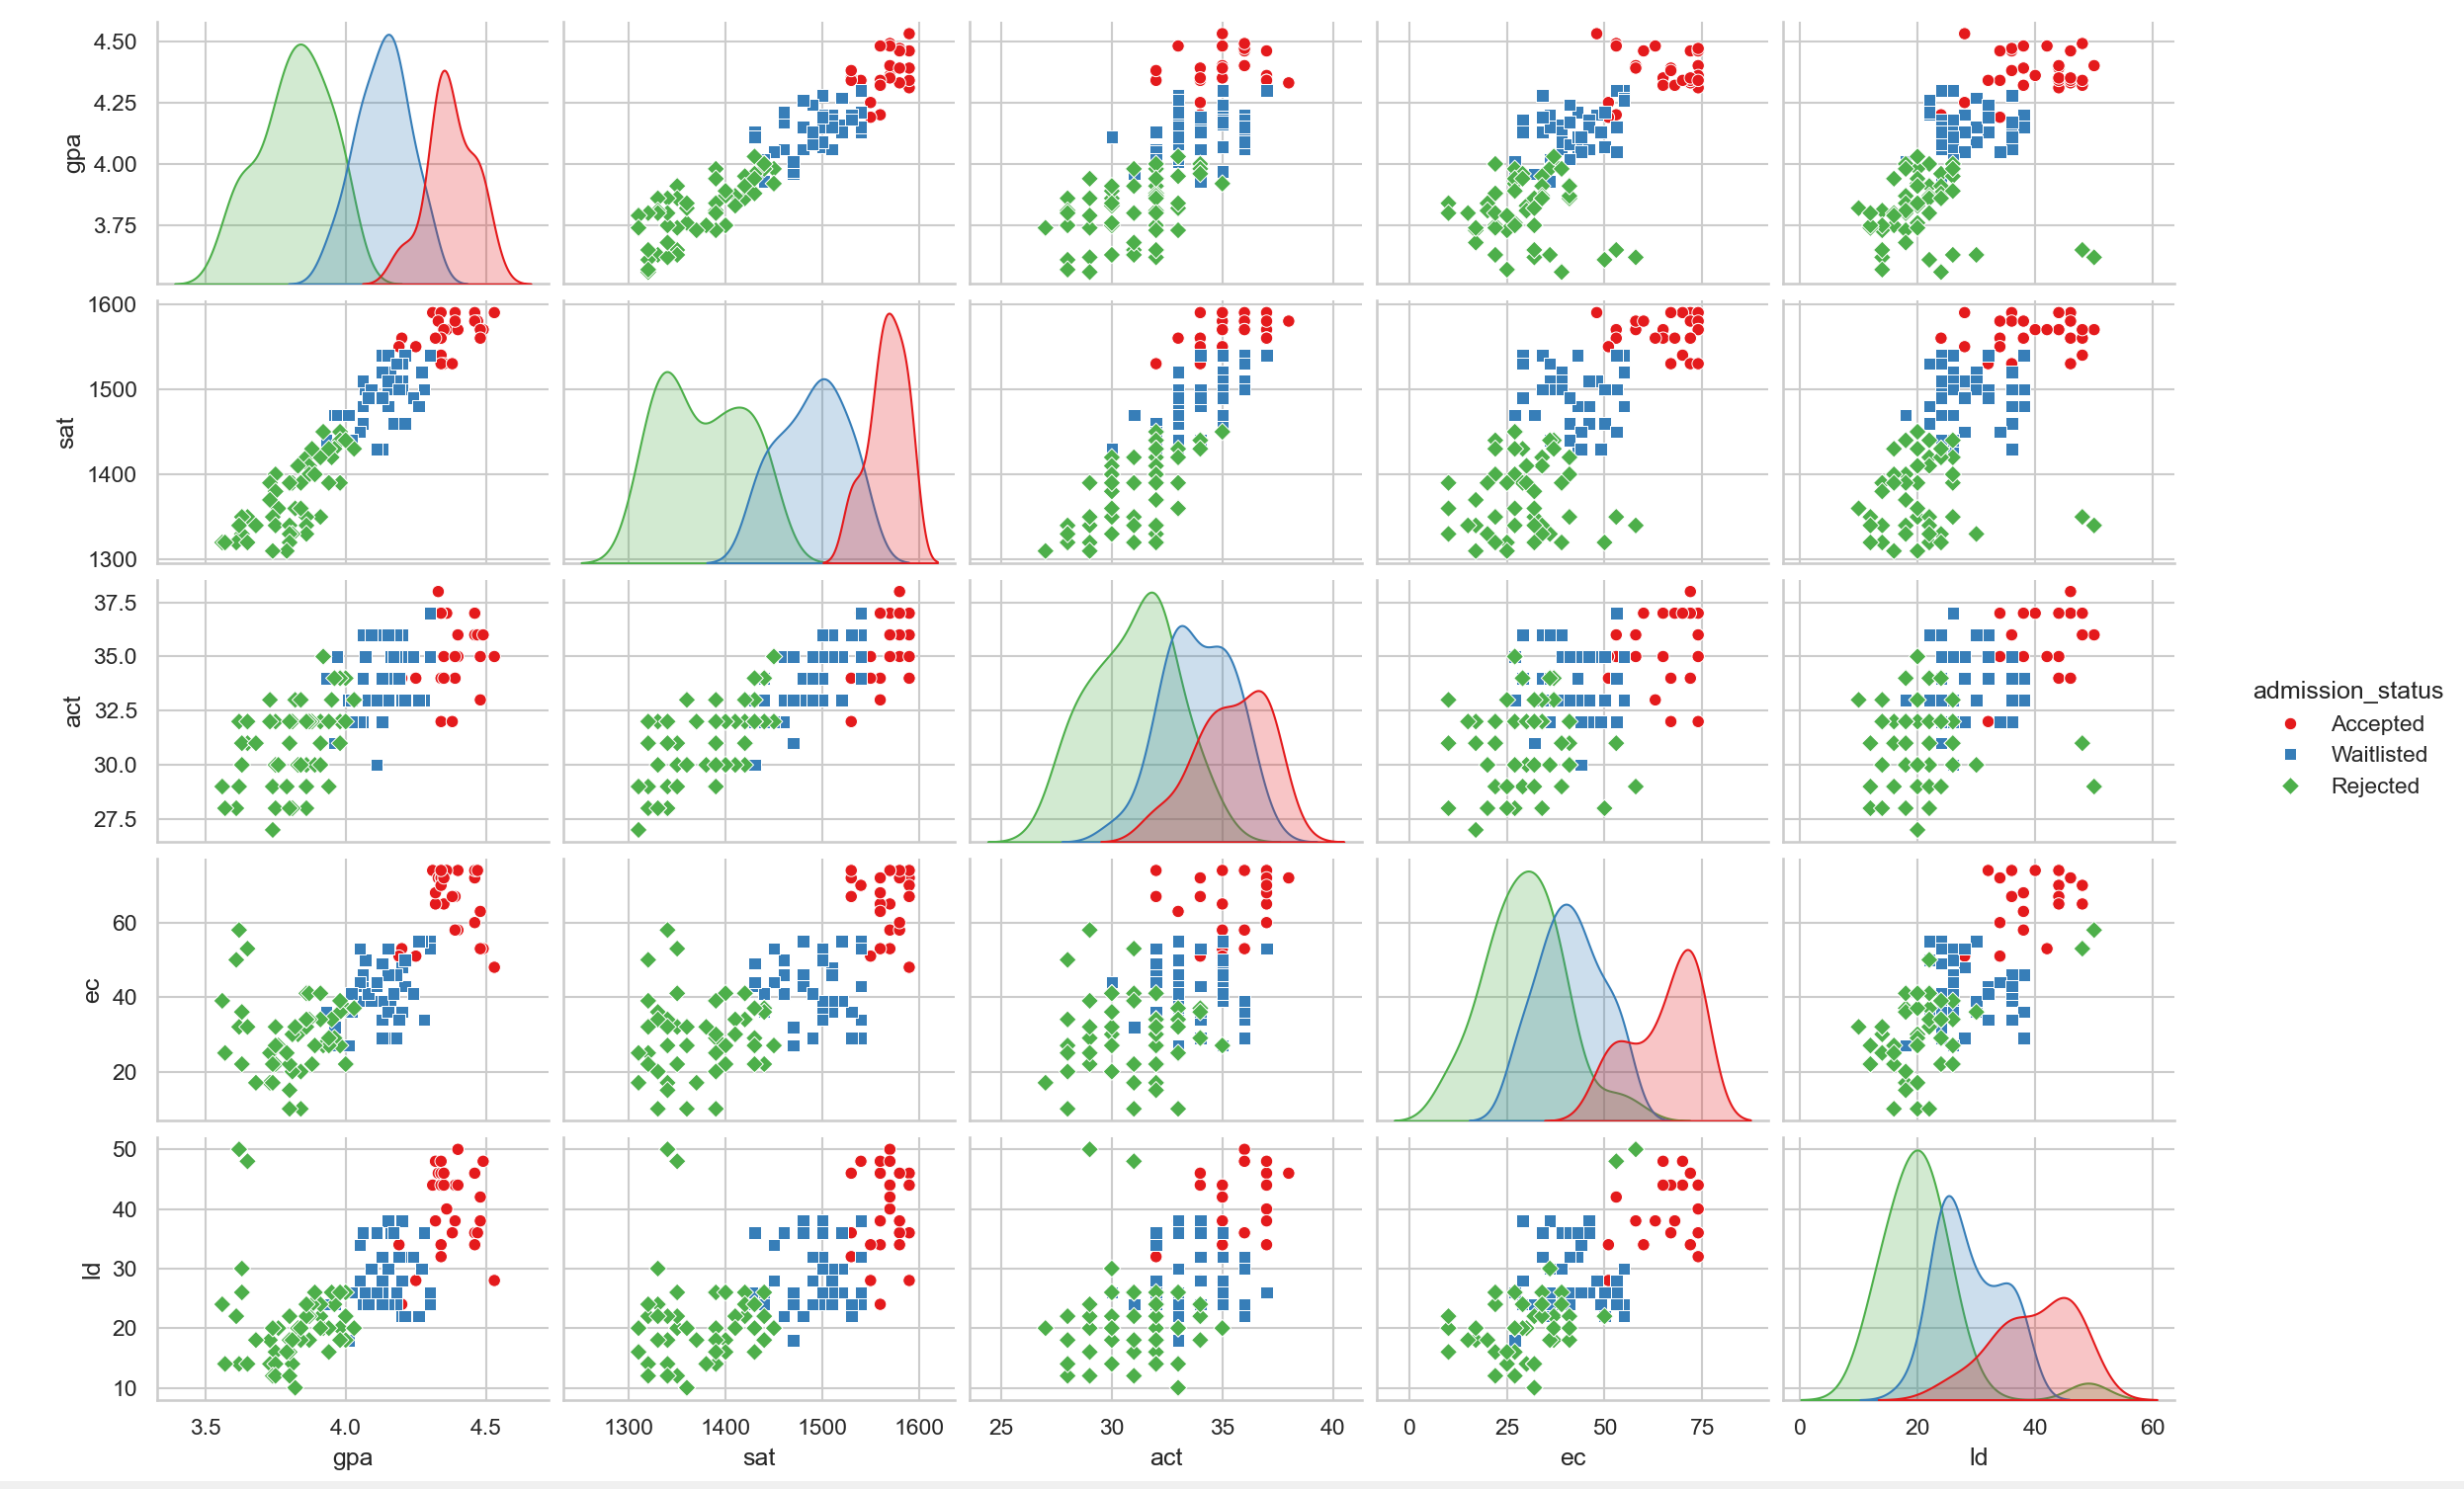 4.50
4.25
4.00
3.75
gpa
1600
1500
1400
1300
sat
37.5
35.0
32.5
30.0
27.5
act
60
40
20
ec
50
40
30
20
10
ld
3.5 4.0 4.5
gpa
1300 1400 1500 1600
sat
25 30 35 40
act
0 25 50 75
ec
0 20 40 60
ld
admission_status
Accepted
Waitlisted
Rejected